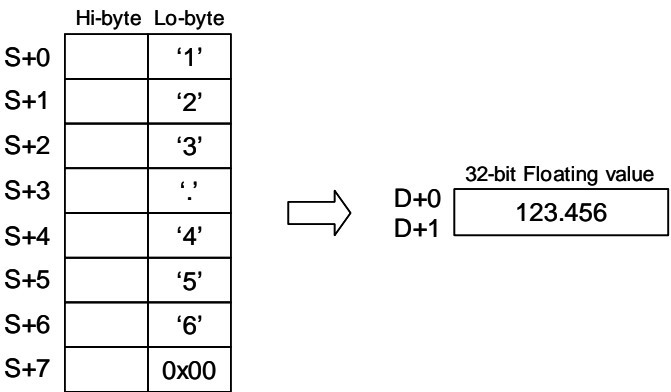 Hi-byte Lo-byte
S+0 ‘1’
S+1 ‘2’
S+2 ‘3’
S+3 ‘.’
S+4 ‘4’
S+5 ‘5’
S+6 ‘6’
S+7 0x00
32-bit Floating value
D+0
D+1
123.456